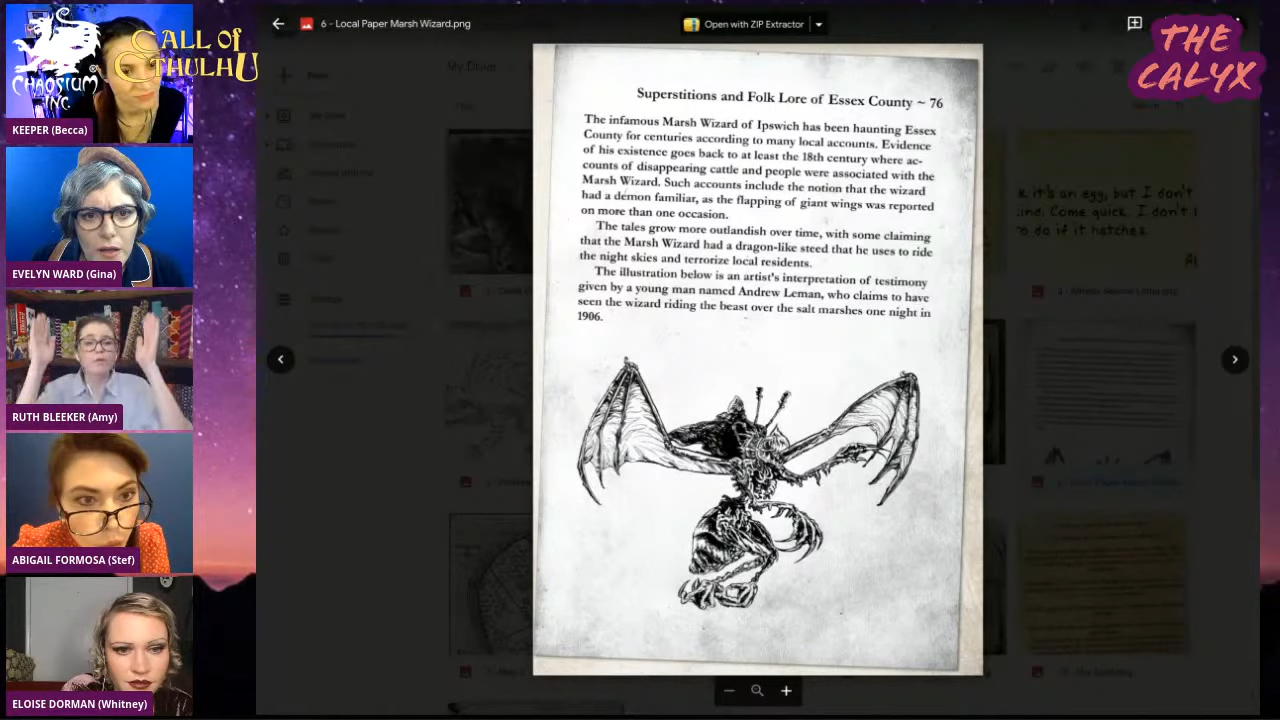 6 - Local Paper Marsh Wizard.png
Open with ZIP Extractor
CHAOSIUM INC.
CALL of CTHULHU
THE CALYX
KEEPER (Becca)
EVELYN WARD (Gina)
RUTH BLEEKER (Amy)
ABIGAIL FORMOSA (Stef)
ELOISE DORMAN (Whitney)
Superstitions and Folk Lore of Essex County ~ 76
The infamous Marsh Wizard of Ipswich has been haunting Essex
County for centuries according to many local accounts. Evidence
of his existence goes back to at least the 18th century where ac-
counts of disappearing cattle and people were associated with the
Marsh Wizard. Such accounts include the notion that the wizard
had a demon familiar, as the flapping of giant wings was reported
on more than one occasion.
The tales grow more outlandish over time, with some claiming
that the Marsh Wizard had a dragon-like steed that he uses to ride
the night skies and terrorize local residents.
The illustration below is an artist's interpretation of testimony
given by a young man named Andrew Leman, who claims to have
seen the wizard riding the beast over the salt marshes one night in
1906.
k it's an egg, but I don't
ind. Come quick. I don't
o do if it hatches.